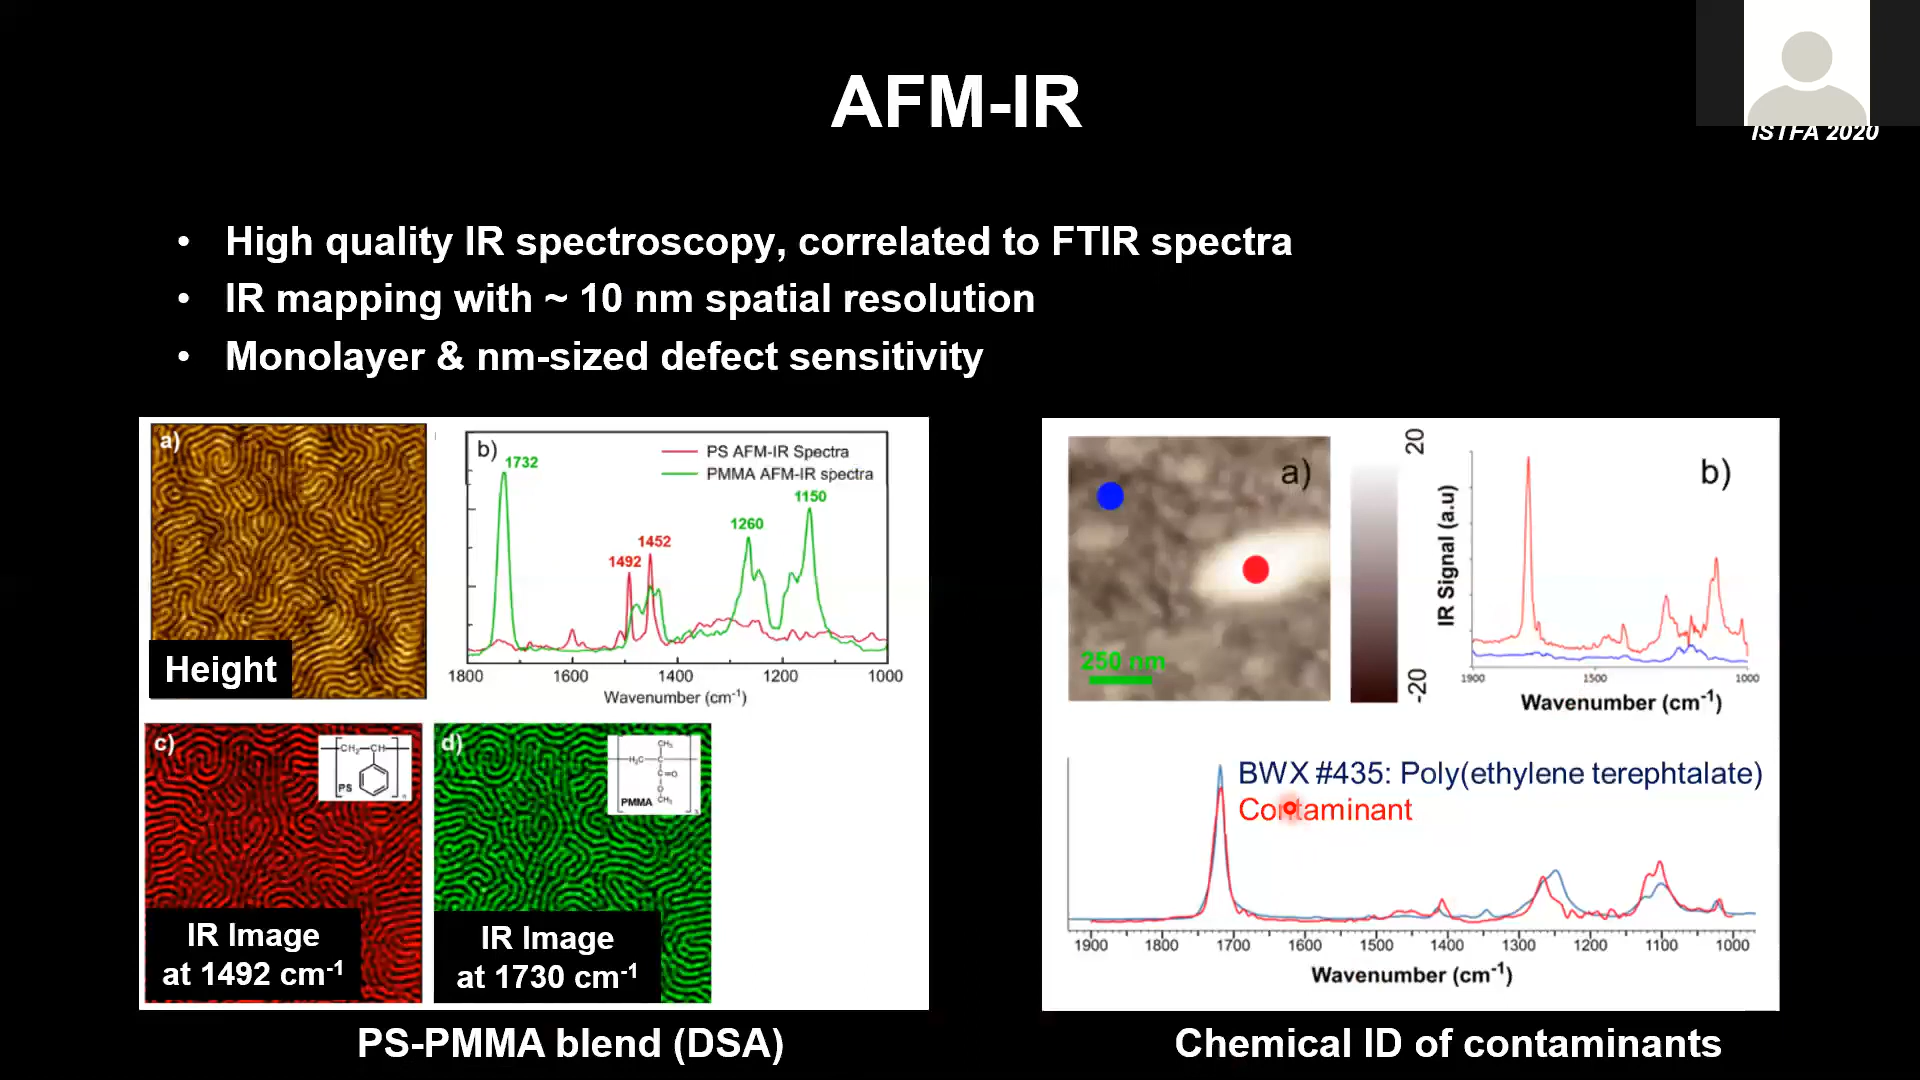 AFM-IR
ISTFA 2020
• High quality IR spectroscopy, correlated to FTIR spectra
• IR mapping with ~ 10 nm spatial resolution
• Monolayer & nm-sized defect sensitivity
a)
Height
b)
PS AFM-IR Spectra
PMMA AFM-IR spectra
1732
1492
1452
1260
1150
1800 1600 1400 1200 1000
Wavenumber (cm⁻¹)
c)
CH₂ CH
PS
n
IR Image
at 1492 cm⁻¹
d)
CH₃
H₂C C
C=O
O
CH₃
PMMA
IR Image
at 1730 cm⁻¹
PS-PMMA blend (DSA)
a)
250 nm
20
-20
b)
IR Signal (a.u)
1900 1500 1000
Wavenumber (cm⁻¹)
BWX #435: Poly(ethylene terephtalate)
Contaminant
1900 1800 1700 1600 1500 1400 1300 1200 1100 1000
Wavenumber (cm⁻¹)
Chemical ID of contaminants